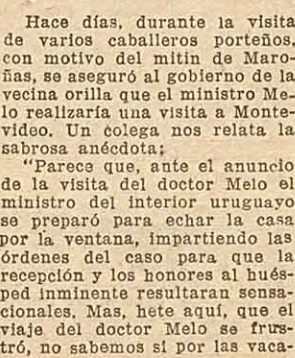 Hace días, durante la visita
de varios caballeros porteños,
con motivo del mitin de Maro-
ñas, se aseguró al gobierno de la
vecina orilla que el ministro Me-
lo realizaría una visita a Monte-
video. Un colega nos relata la
sabrosa anécdota:
"Parece que, ante el anuncio
de la visita del doctor Melo el
ministro del interior uruguayo
se preparó para echar la casa
por la ventana, impartiendo las
órdenes del caso para que la
recepción y los honores al hués-
ped inminente resultaran sensa-
cionales. Mas, hete aquí, que el
viaje del doctor Melo se frus-
tró, no sabemos si por las vaca-